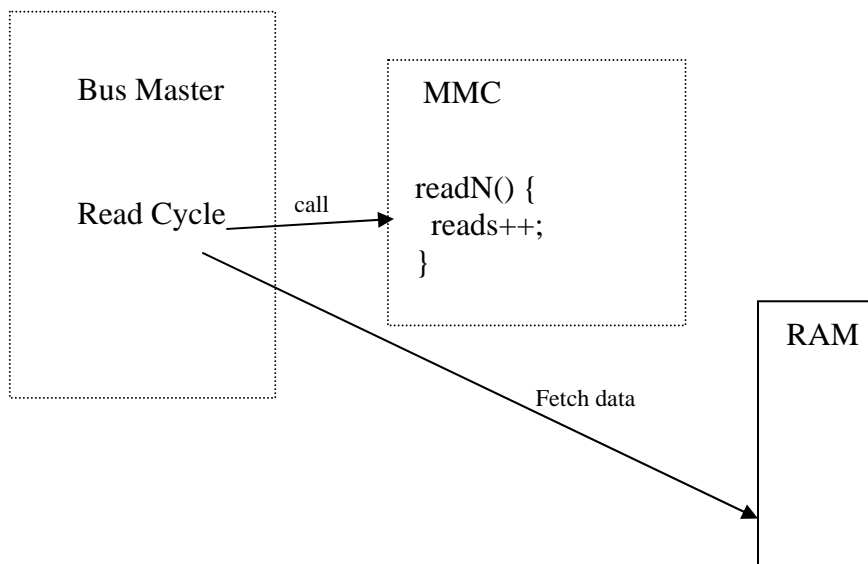 Bus Master
MMC
Read Cycle
call
readN() {
reads++;
}
RAM
Fetch data